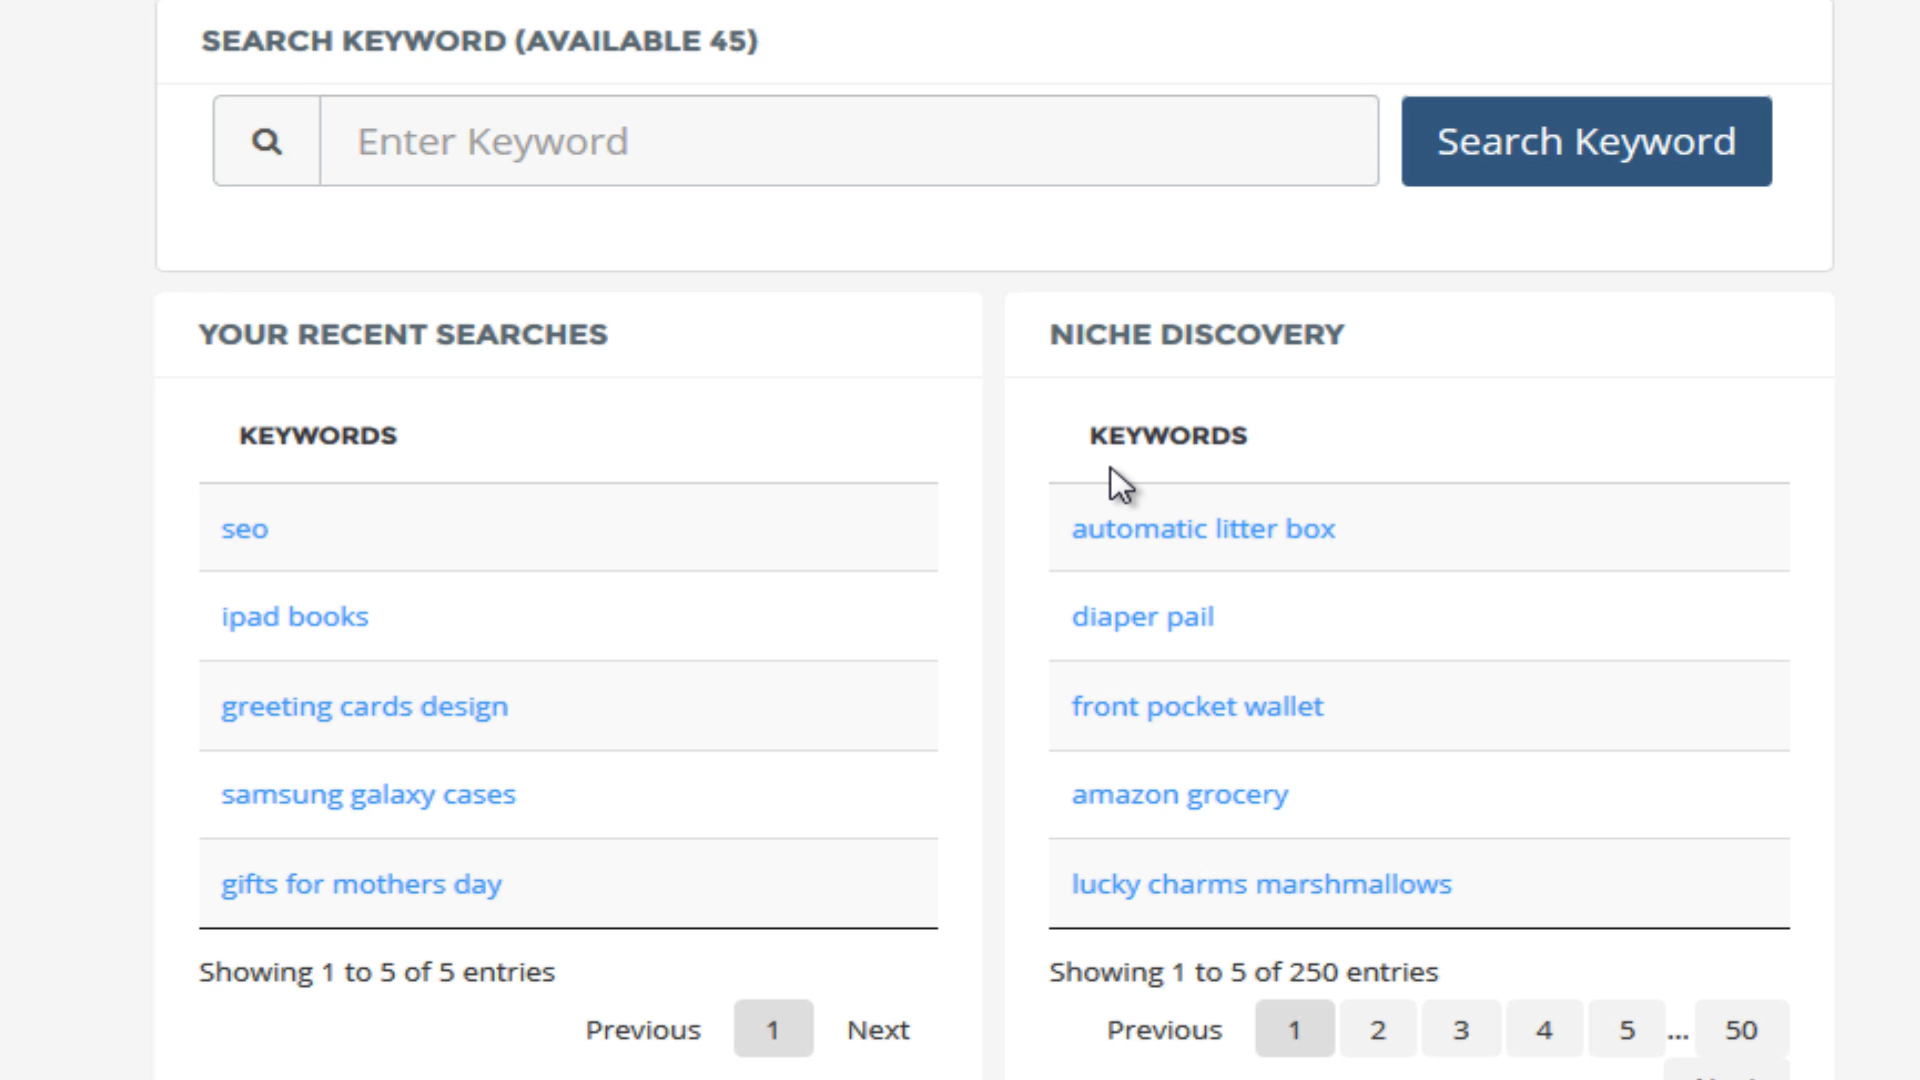 SEARCH KEYWORD (AVAILABLE 45)
Enter Keyword
Search Keyword
YOUR RECENT SEARCHES
KEYWORDS
seo
ipad books
greeting cards design
samsung galaxy cases
gifts for mothers day
Showing 1 to 5 of 5 entries
Previous 1 Next
NICHE DISCOVERY
KEYWORDS
automatic litter box
diaper pail
front pocket wallet
amazon grocery
lucky charms marshmallows
Showing 1 to 5 of 250 entries
Previous 1 2 3 4 5 ... 50